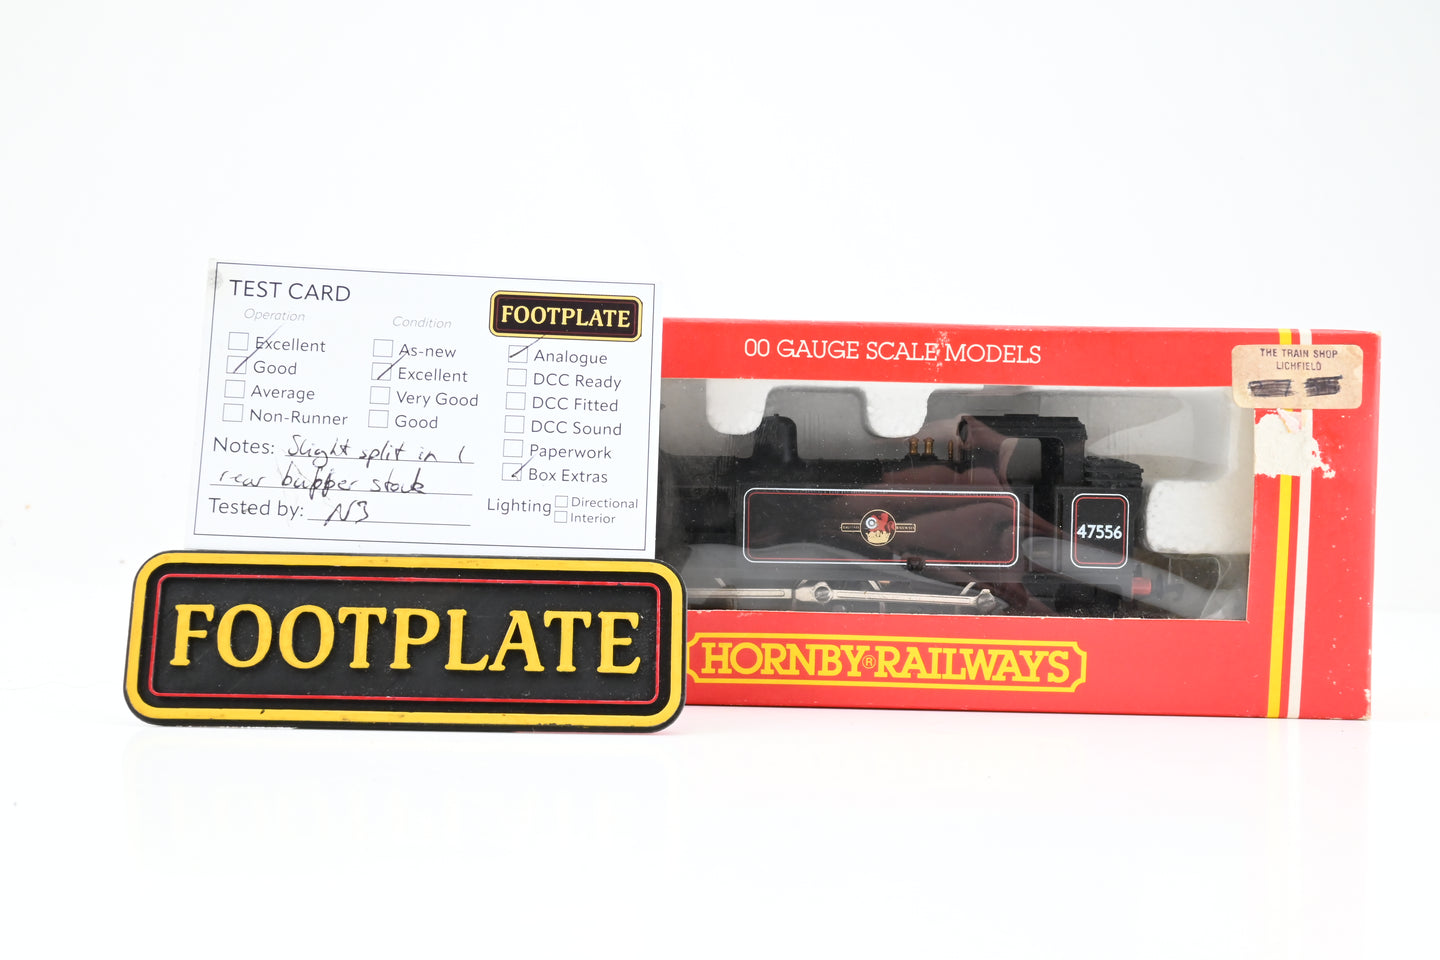 TEST CARD
FOOTPLATE
Operation
Excellent
Good
Average
Non-Runner
Condition
As-new
Excellent
Very Good
Good
Analogue
DCC Ready
DCC Fitted
DCC Sound
Paperwork
Box Extras
Notes: Slight split in 1
rear buffer stock
Tested by:
Lighting
Directional
Interior
FOOTPLATE
00 GAUGE SCALE MODELS
THE TRAIN SHOP
LICHFIELD
47556
HORNBY® RAILWAYS